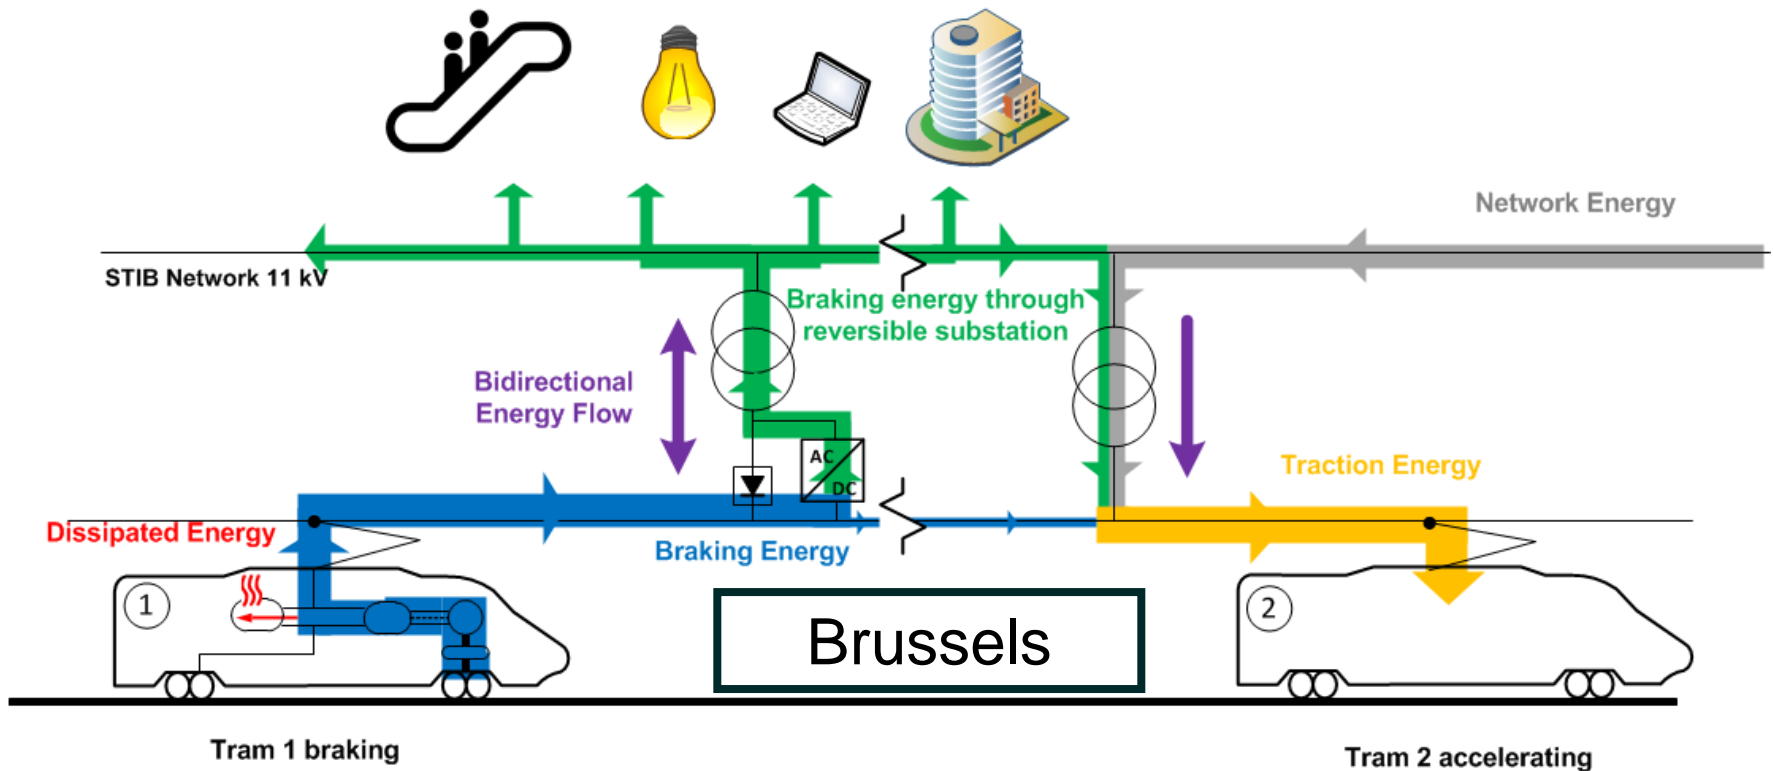 Network Energy
STIB Network 11 kV
Braking energy through
reversible substation
Bidirectional
Energy Flow
AC
DC
Traction Energy
Dissipated Energy
Braking Energy
1
2
Brussels
Tram 1 braking
Tram 2 accelerating